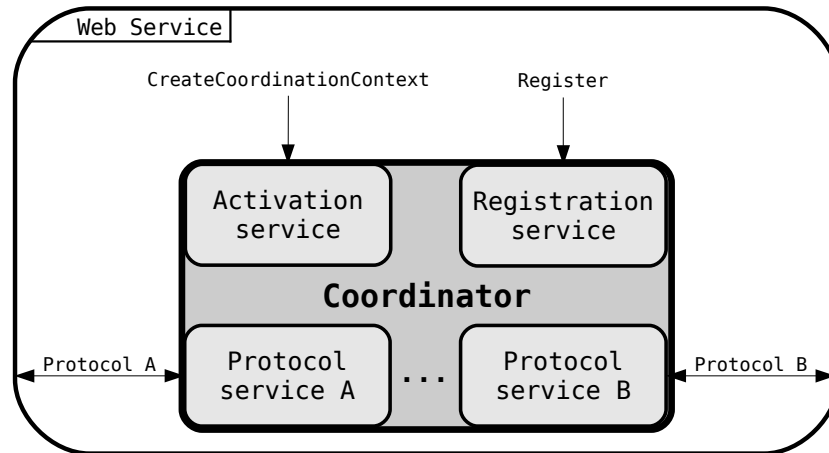 Web Service
CreateCoordinationContext
Register
Activation
service
Registration
service
Coordinator
Protocol A
Protocol
service A
...
Protocol
service B
Protocol B